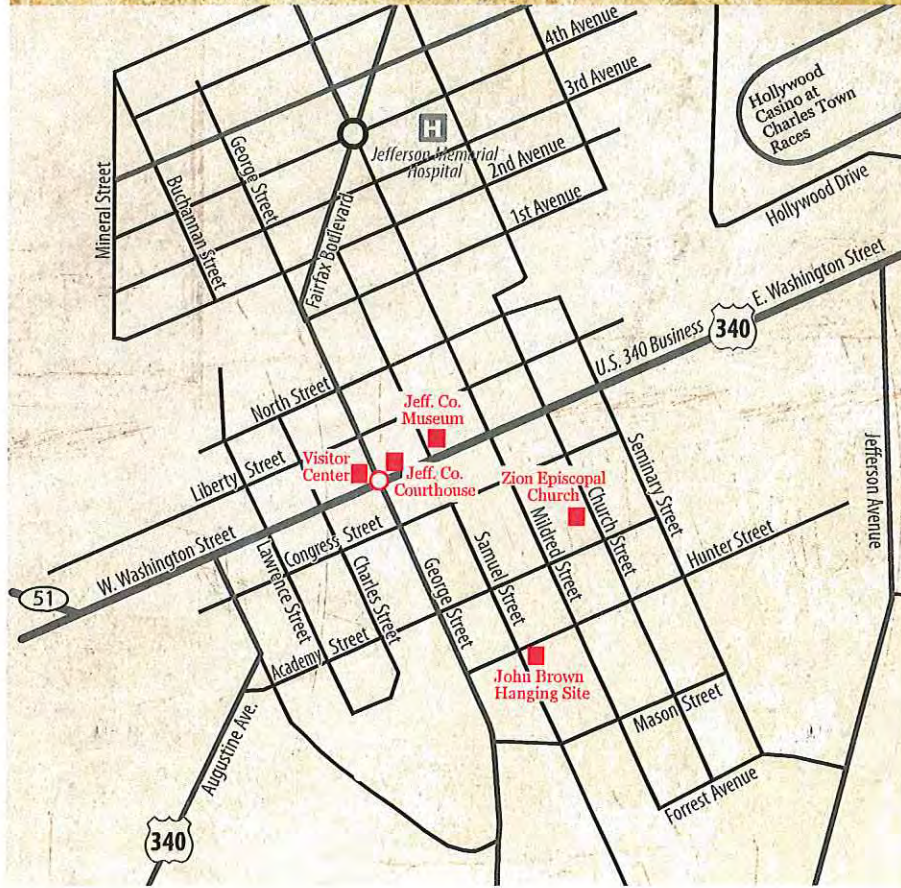 4th Avenue
3rd Avenue
2nd Avenue
1st Avenue
H
Jefferson Memorial
Hospital
Hollywood
Casino at
Charles Town
Races
Hollywood Drive
Mineral Street
Buchannan Street
George Street
Fairfax Boulevard
E. Washington Street
340
U.S. 340 Business
North Street
Jeff. Co.
Museum
Visitor
Center
Jeff. Co.
Courthouse
Liberty Street
Zion Episcopal
Church
Seminary Street
Jefferson Avenue
W. Washington Street
Congress Street
Lawrence Street
Charles Street
George Street
Samuel Street
Mildred Street
Church Street
Hunter Street
51
Academy Street
John Brown
Hanging Site
Mason Street
Augustine Ave.
Forrest Avenue
340